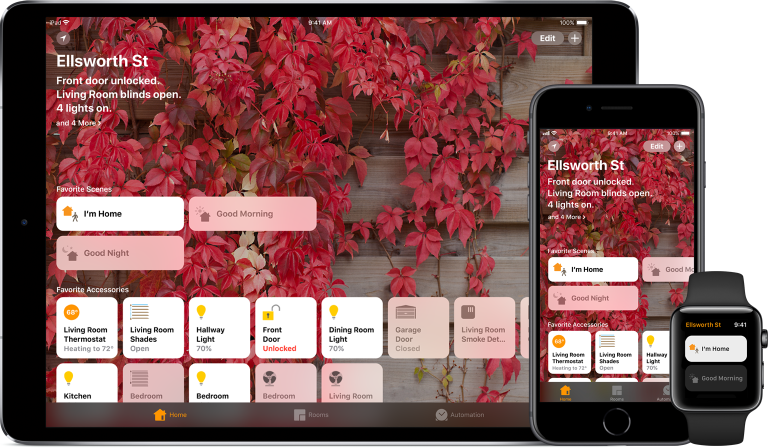 iPad
9:41 AM
100%
Edit
Ellsworth St
Front door unlocked.
Living Room blinds open.
4 lights on.
and 4 More >
Favorite Scenes
I'm Home
Good Morning
Good Night
Favorite Accessories
68°
Living Room
Thermostat
Heating to 72°
Living Room
Shades
Open
Hallway
Light
70%
Front
Door
Unlocked
Dining Room
Light
70%
Garage
Door
Closed
Living Room
Smoke Det...
Kitchen
Bedroom
Bedroom
Bedroom
Living Room
Home
Rooms
Automation
9:41 AM
100%
Edit
Ellsworth St
Front door unlocked.
Living Room blinds open.
4 lights on.
and 4 More >
Favorite Scenes
I'm Home
Good Mo
Good Night
Favorite Accessories
68°
Living Room
Thermostat
Heating to 72°
Living Room
Shades
Open
Hallway
Light
70%
Home
Rooms
Automation
Ellsworth St
9:41
I'm Home
Good Morning